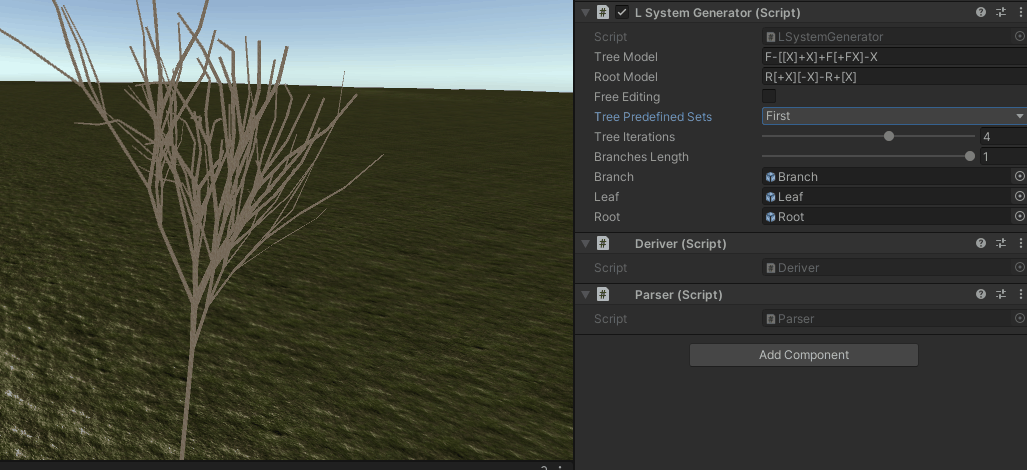 L System Generator (Script)
Script LSystemGenerator
Tree Model F-[[X]+X]+F[+FX]-X
Root Model R[+X][-X]-R+[X]
Free Editing
Tree Predefined Sets First
Tree Iterations 4
Branches Length 1
Branch Branch
Leaf Leaf
Root Root
Deriver (Script)
Script Deriver
Parser (Script)
Script Parser
Add Component